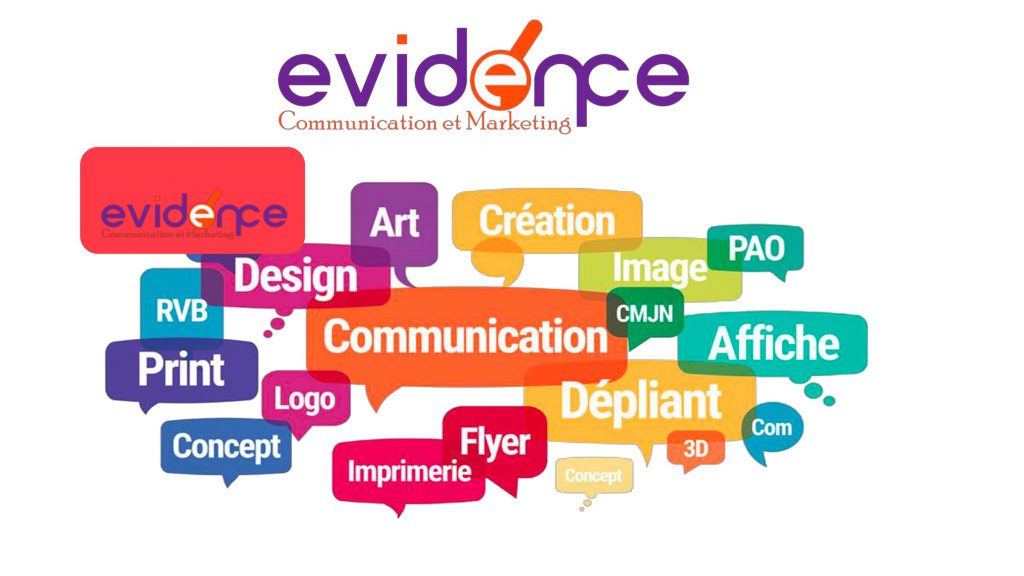 evidence
Communication et Marketing
evidence
Communication et Marketing
Art
Création
PAO
Design
Image
RVB
CMJN
Communication
Affiche
Print
Logo
Dépliant
Com
Concept
Flyer
3D
Imprimerie
Concept